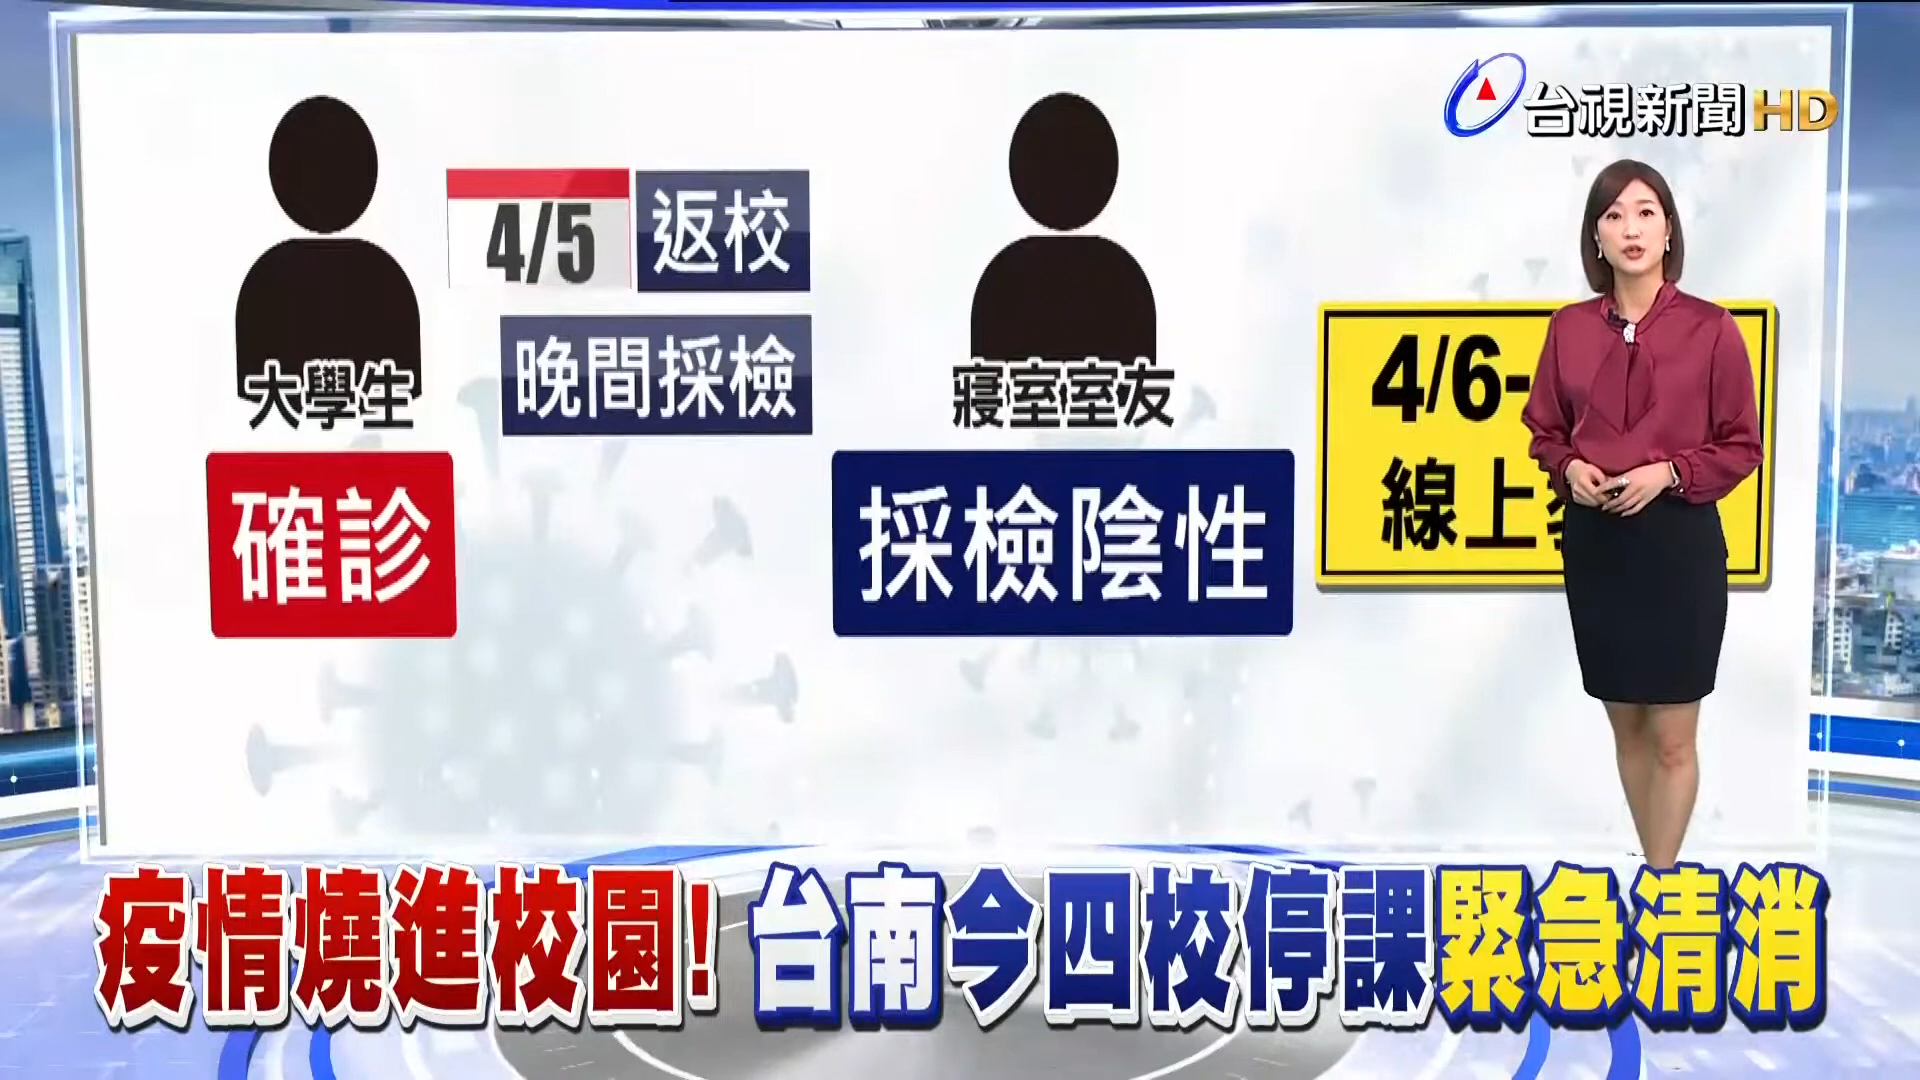 台視新聞HD
4/5 返校
晚間採檢
大學生
確診
寢室室友
採檢陰性
4/6-
線上
疫情燒進校園! 台南今四校停課緊急清消